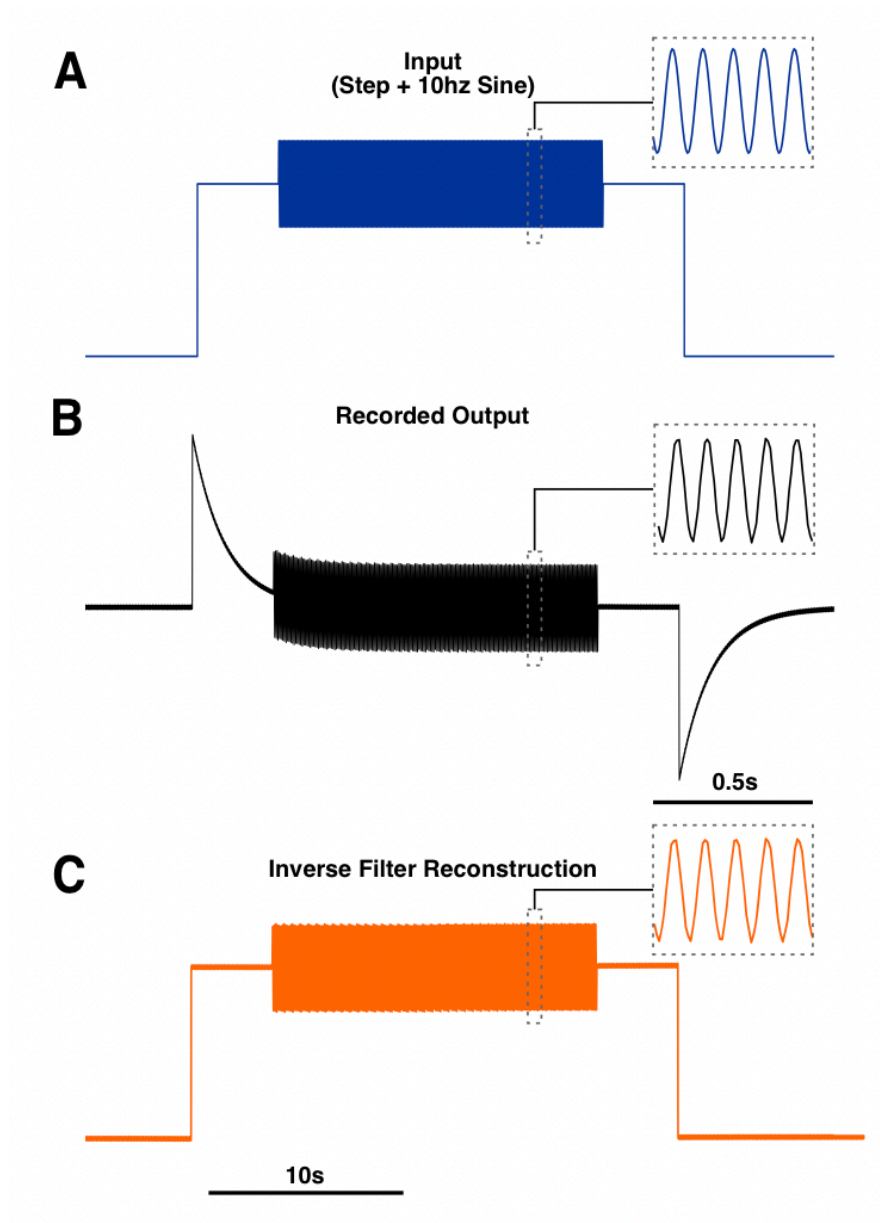 A
Input
(Step + 10hz Sine)
B
Recorded Output
0.5s
C
Inverse Filter Reconstruction
10s